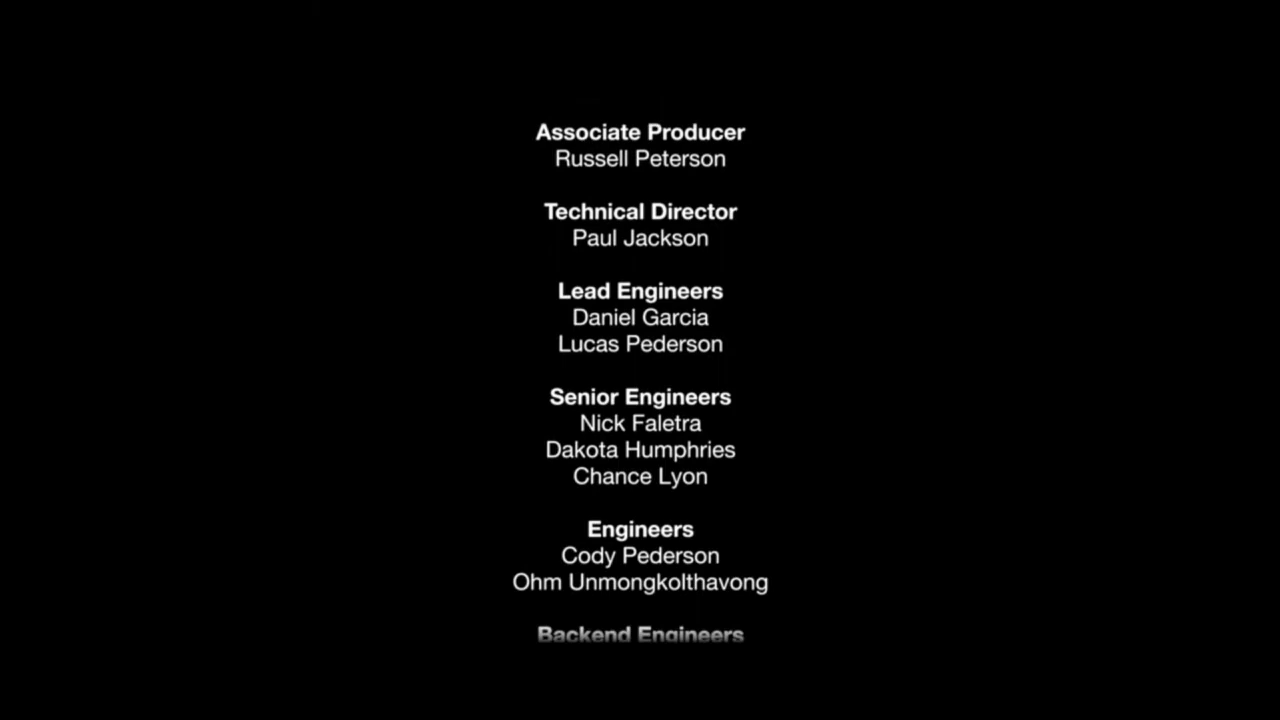 Associate Producer
Russell Peterson
Technical Director
Paul Jackson
Lead Engineers
Daniel Garcia
Lucas Pederson
Senior Engineers
Nick Faletra
Dakota Humphries
Chance Lyon
Engineers
Cody Pederson
Ohm Unmongkolthavong
Backend Engineers